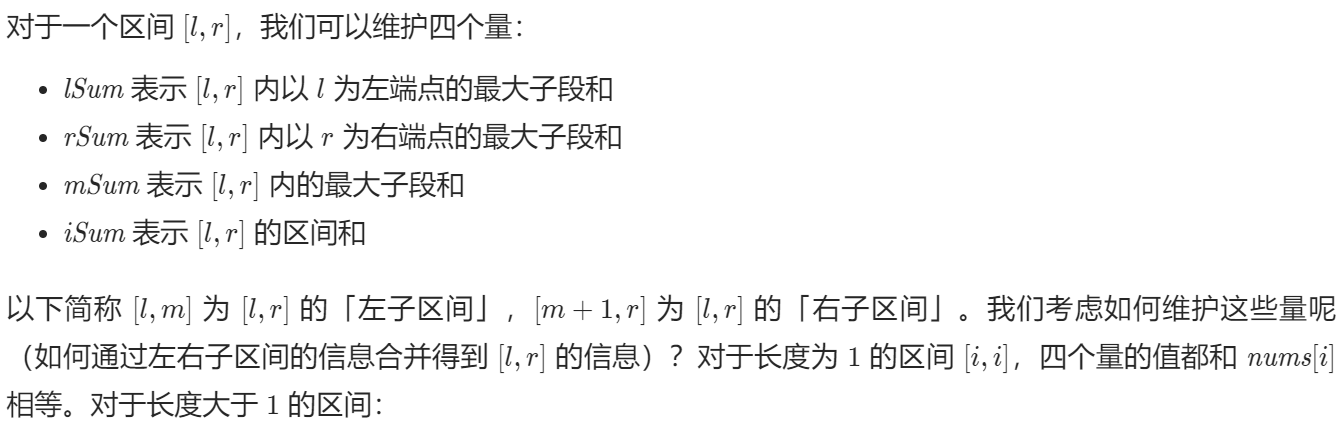 对于一个区间 [l, r]，我们可以维护四个量：
• lSum 表示 [l, r] 内以 l 为左端点的最大子段和
• rSum 表示 [l, r] 内以 r 为右端点的最大子段和
• mSum 表示 [l, r] 内的最大子段和
• iSum 表示 [l, r] 的区间和
以下简称 [l, m] 为 [l, r] 的「左子区间」，[m + 1, r] 为 [l, r] 的「右子区间」。我们考虑如何维护这些量呢
（如何通过左右子区间的信息合并得到 [l, r] 的信息）？对于长度为 1 的区间 [i, i]，四个量的值都和 nums[i]
相等。对于长度大于 1 的区间：